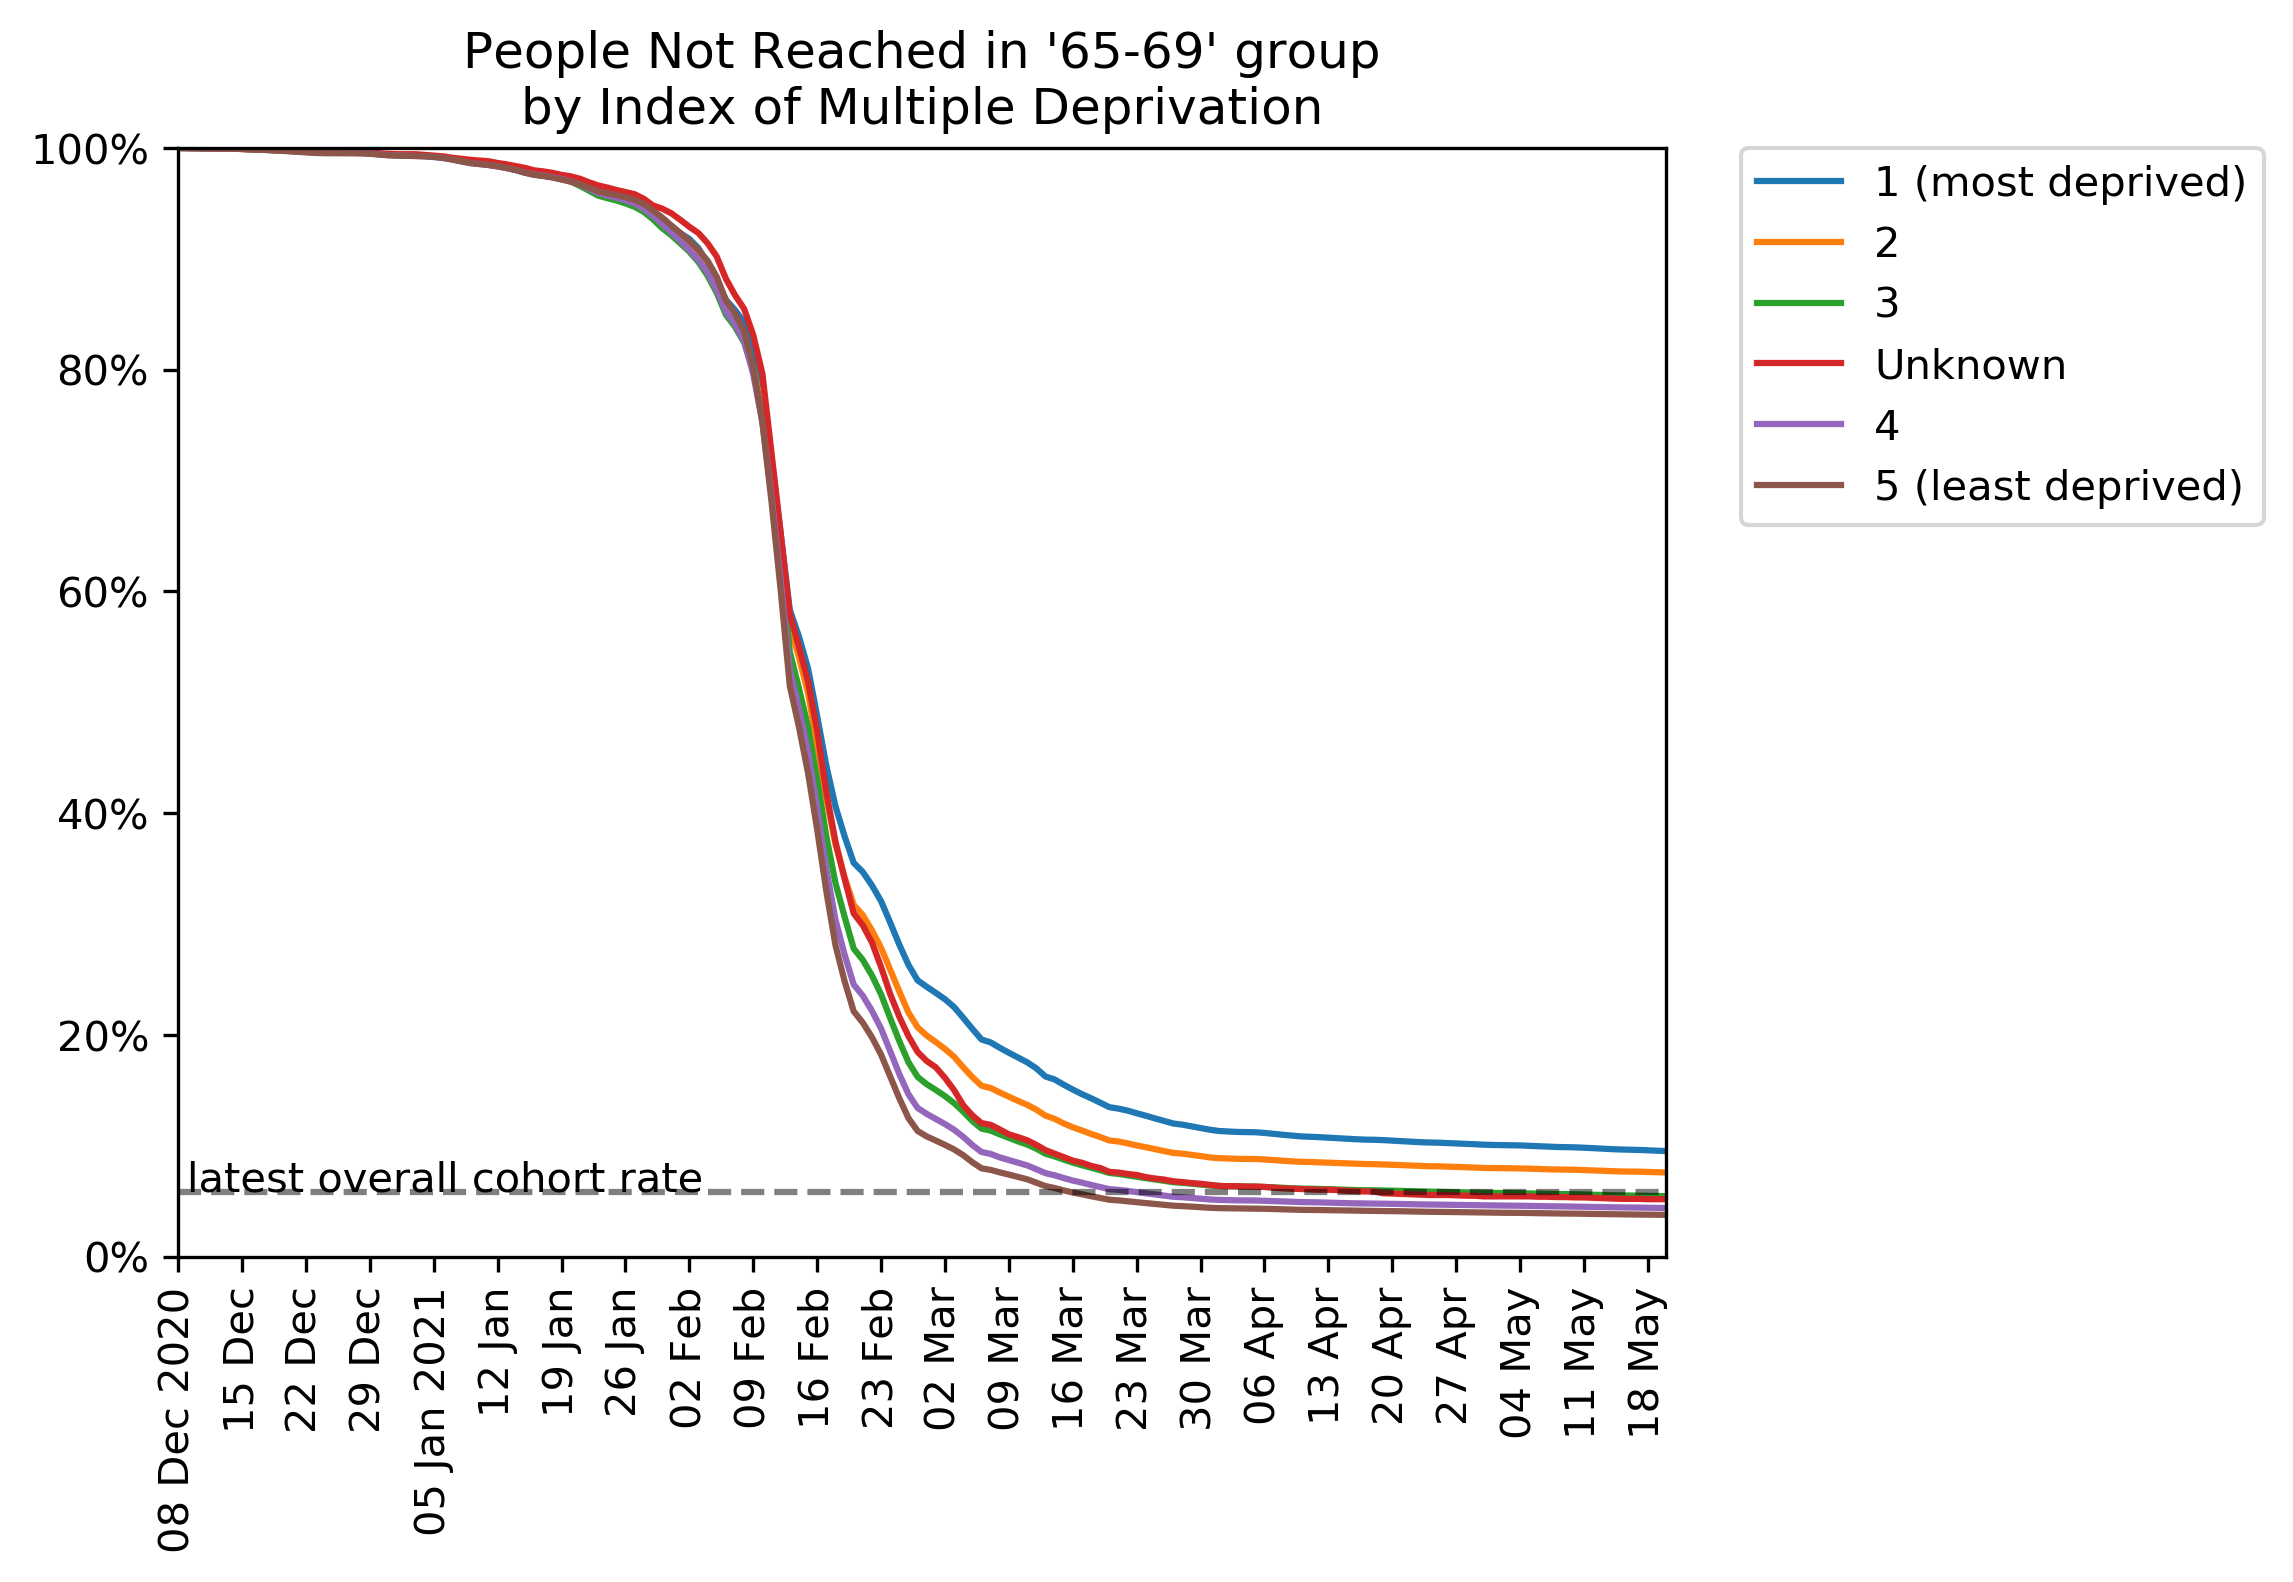 People Not Reached in '65-69' group
by Index of Multiple Deprivation
100%
80%
60%
40%
20%
0%
latest overall cohort rate
08 Dec 2020
15 Dec
22 Dec
29 Dec
05 Jan 2021
12 Jan
19 Jan
26 Jan
02 Feb
09 Feb
16 Feb
23 Feb
02 Mar
09 Mar
16 Mar
23 Mar
30 Mar
06 Apr
13 Apr
20 Apr
27 Apr
04 May
11 May
18 May
1 (most deprived)
2
3
Unknown
4
5 (least deprived)